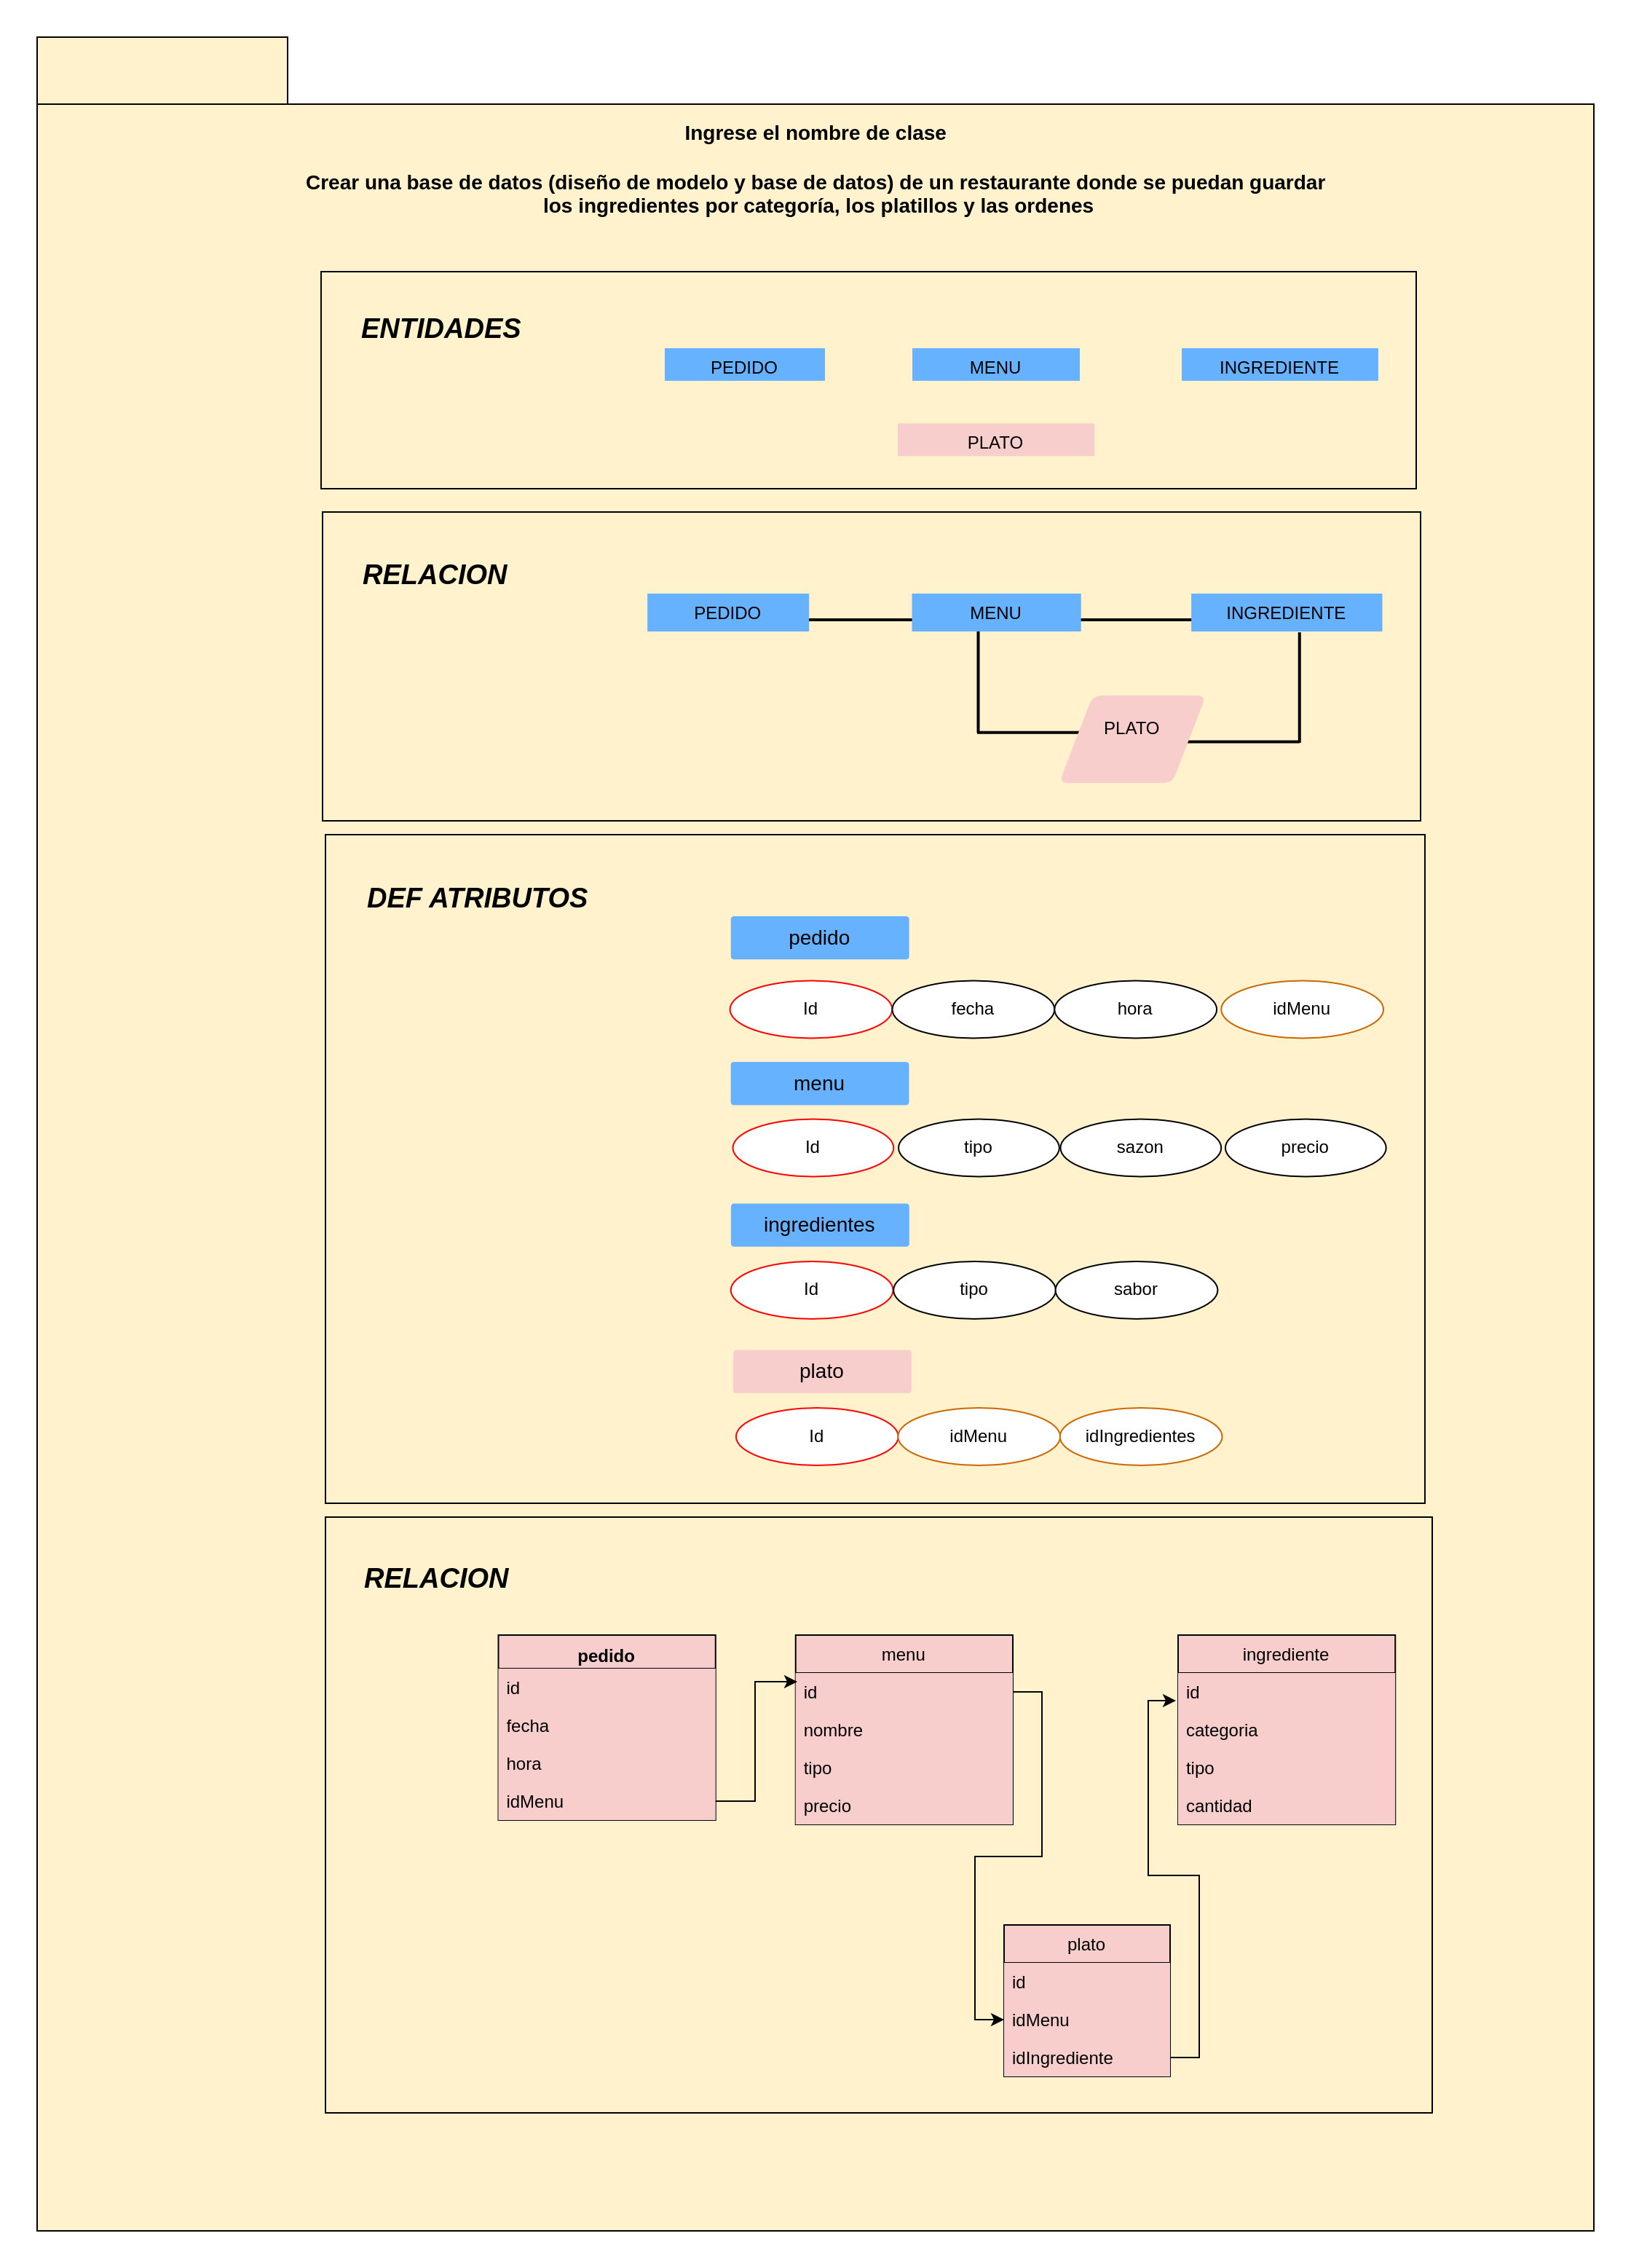 Ingrese el nombre de clase
Crear una base de datos (diseño de modelo y base de datos) de un restaurante donde se puedan guardar
los ingredientes por categoría, los platillos y las ordenes
ENTIDADES
PEDIDO
MENU
INGREDIENTE
PLATO
RELACION
PEDIDO
MENU
INGREDIENTE
PLATO
DEF ATRIBUTOS
pedido
Id
fecha
hora
idMenu
menu
Id
tipo
sazon
precio
ingredientes
Id
tipo
sabor
plato
Id
idMenu
idIngredientes
RELACION
pedido
id
fecha
hora
idMenu
menu
id
nombre
tipo
precio
ingrediente
id
categoria
tipo
cantidad
plato
id
idMenu
idIngrediente